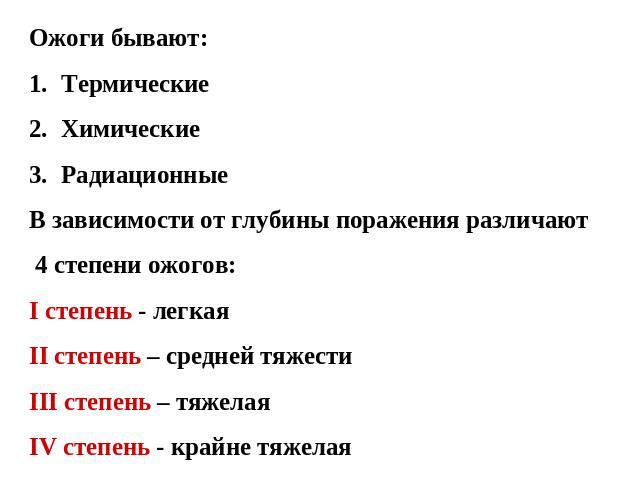 Ожоги бывают:
1. Термические
2. Химические
3. Радиационные
В зависимости от глубины поражения различают
4 степени ожогов:
I степень - легкая
II степень – средней тяжести
III степень – тяжелая
IV степень - крайне тяжелая